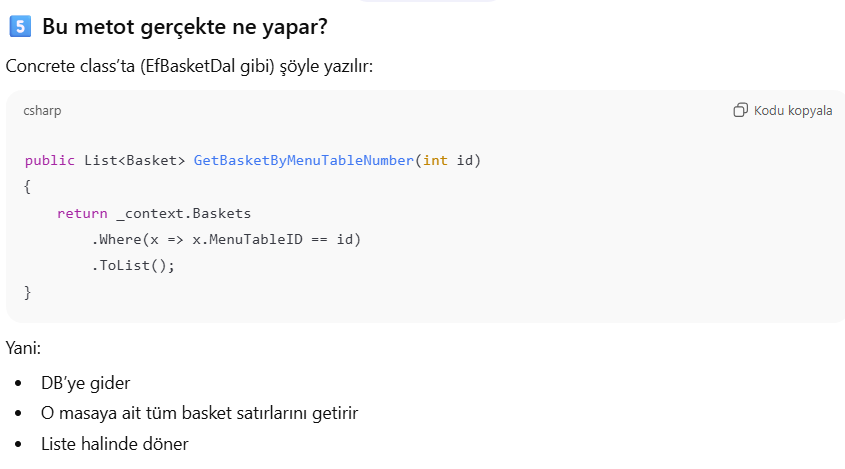 5 Bu metot gerçekte ne yapar?
Concrete class’ta (EfBasketDal gibi) şöyle yazılır:
csharp
Kodu kopyala
public List<Basket> GetBasketByMenuTableNumber(int id)
{
    return _context.Baskets
        .Where(x => x.MenuTableID == id)
        .ToList();
}
Yani:
• DB’ye gider
• O masaya ait tüm basket satırlarını getirir
• Liste halinde döner